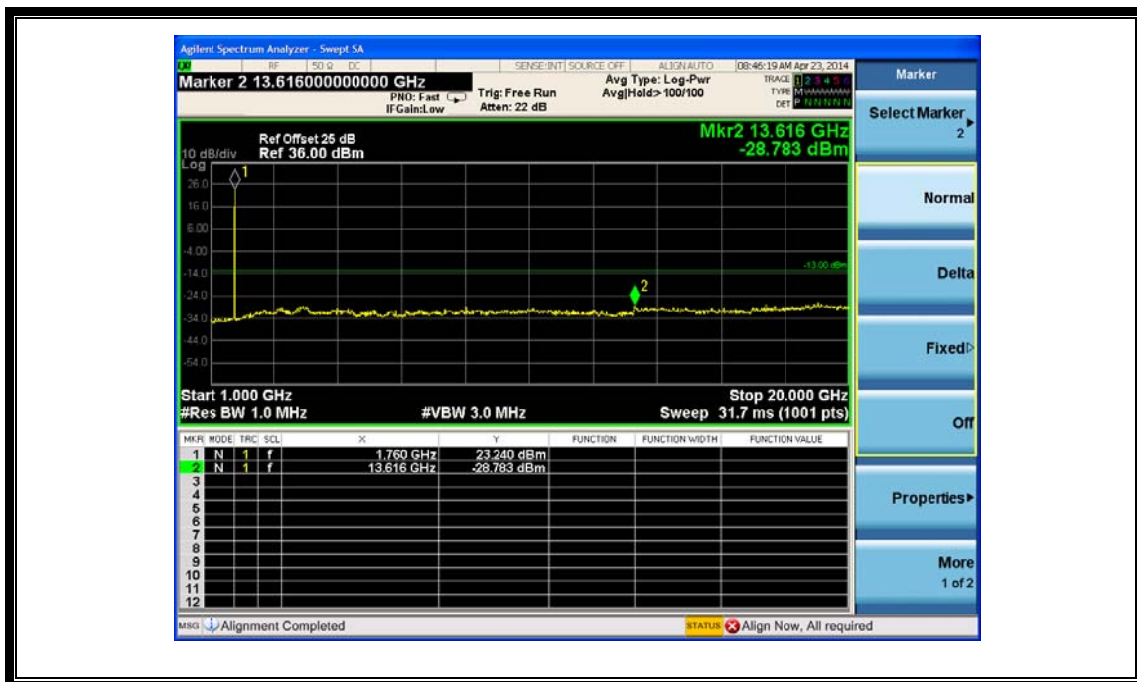 Agilent Spectrum Analyzer - Swept SA
RF 50 Ω DC SENSE:INT SOURCE OFF ALIGN AUTO 08:46:19 AM Apr 23, 2014
Marker 2 13.616000000000 GHz
PNO: Fast
IFGain:Low
Trig: Free Run
Atten: 22 dB
Avg Type: Log-Pwr
Avg|Hold:> 100/100
TRACE 1 2 3 4 5 6
TYPE M
DET P N N N N N
Ref Offset 25 dB
10 dB/div Ref 36.00 dBm
Log
Mkr2 13.616 GHz
-28.783 dBm
1
26.0
16.0
6.00
-4.00
-13.00 dBm
-14.0
2
-24.0
-34.0
-44.0
-54.0
Start 1.000 GHz Stop 20.000 GHz
#Res BW 1.0 MHz #VBW 3.0 MHz Sweep 31.7 ms (1001 pts)
MKR MODE TRC SCL X Y FUNCTION FUNCTION WIDTH FUNCTION VALUE
1 N 1 f 1.760 GHz 23.240 dBm
2 N 1 f 13.616 GHz -28.783 dBm
3
4
5
6
7
8
9
10
11
12
MSG Alignment Completed STATUS Align Now, All required
Marker
Select Marker
2
Normal
Delta
Fixed
Off
Properties
More
1 of 2